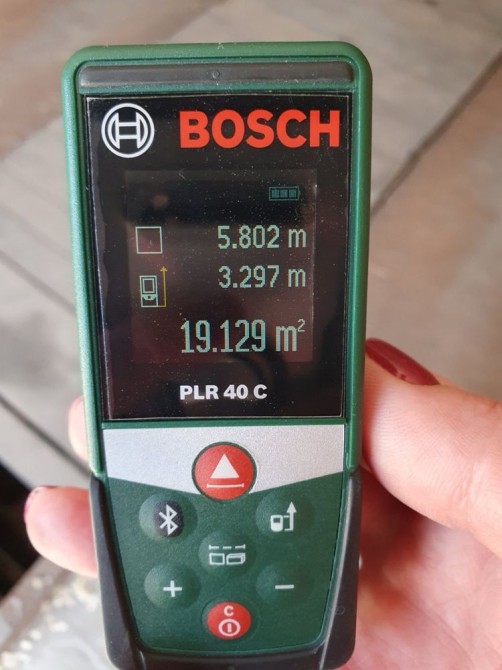 BOSCH
5.802 m
3.297 m
19.129 m²
PLR 40 C
+ −
C